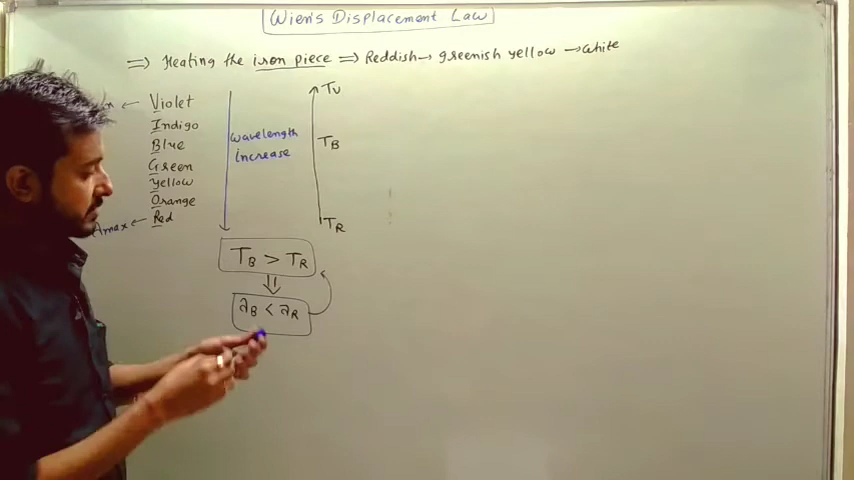 Wien's Displacement Law
=> Heating the iron piece => Reddish → greenish yellow → white
← Violet
Indigo
Blue
Green
Yellow
Orange
λmax ← Red
wavelength
increase
TV
TB
TR
TB > TR
⇓
λB < λR